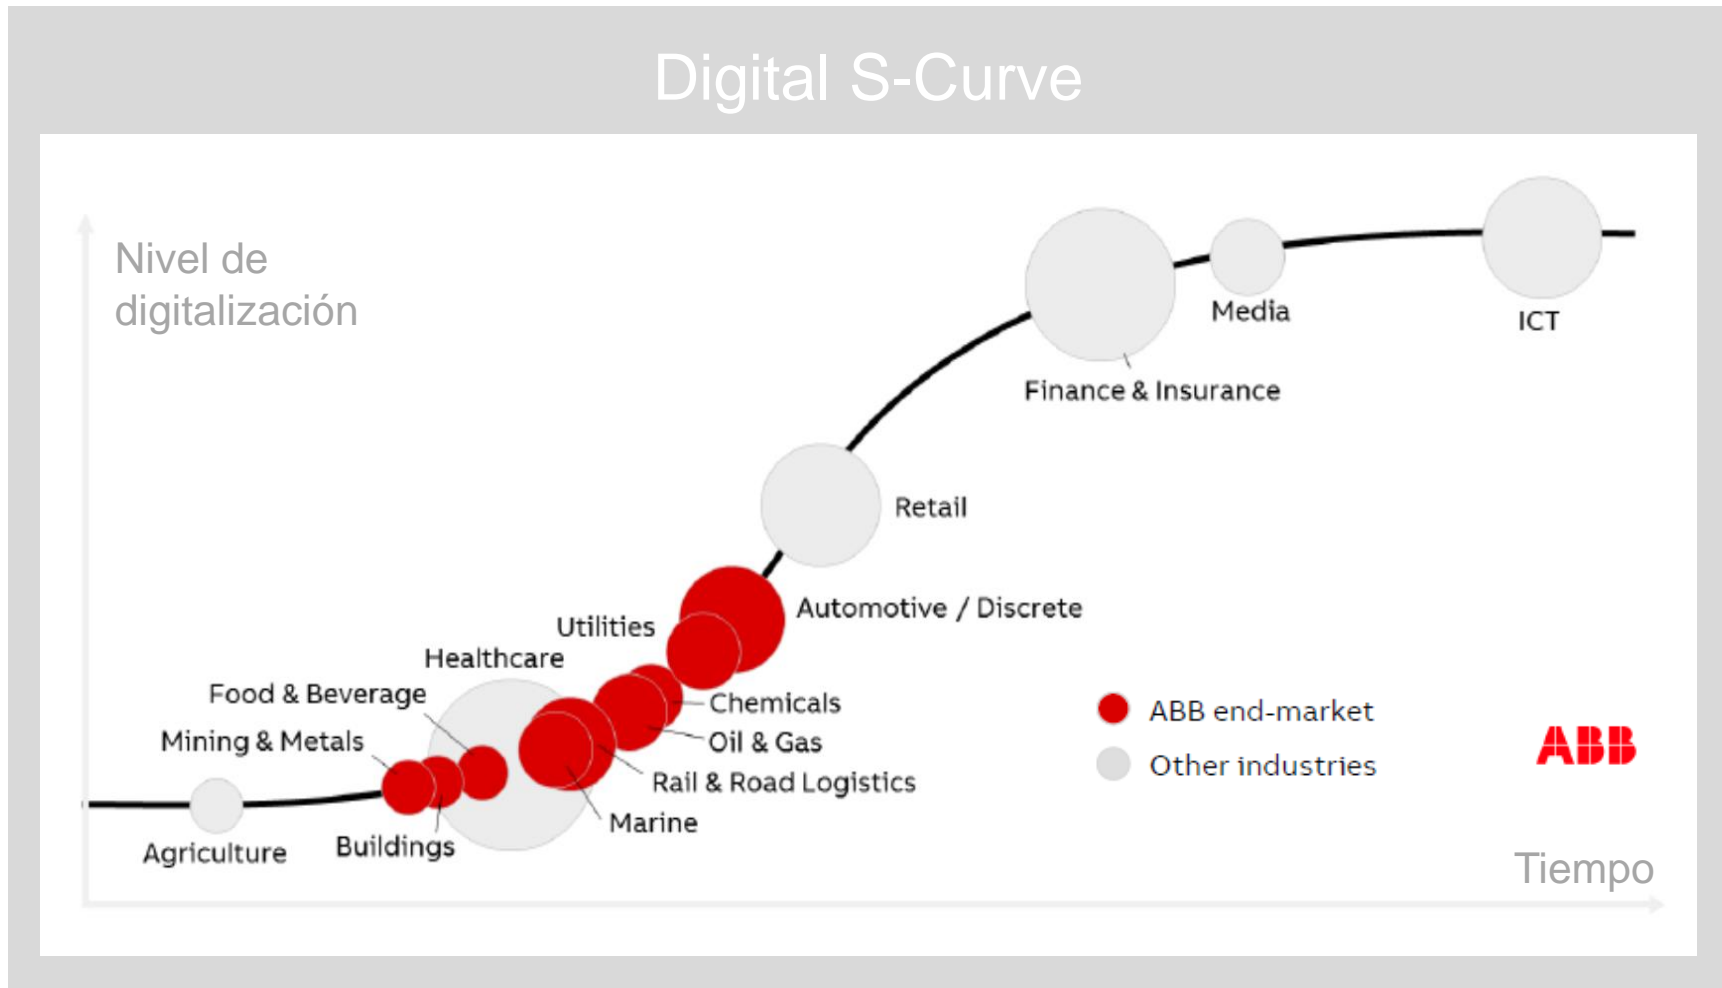 Digital S-Curve
Nivel de
digitalización
Media
ICT
Finance & Insurance
Retail
Automotive / Discrete
Utilities
Healthcare
Food & Beverage
Chemicals
Mining & Metals
Oil & Gas
Rail & Road Logistics
Marine
Buildings
Agriculture
ABB end-market
Other industries
ABB
Tiempo